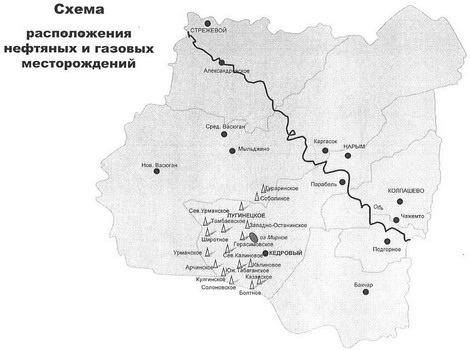 Схема
расположения
нефтяных и газовых
месторождений
СТРЕЖЕВОЙ
Александровское
Сред. Васюган
Мыльджино
Каргасок
НАРЫМ
Нов. Васюган
Парабель
КОЛПАШЕВО
Обь
Чажемто
Подгорное
Бакчар
Сураринское
Соболиное
Сев.Урманское
ЛУГИНЕЦКОЕ
Тамбаевское
Западно-Останинское
Широтное
оз Мирное
Герасимовское
Урманское
Сев.Калиновое
КЕДРОВЫЙ
Арчинское
Калиновое
Юж.Табаганское
Кулгинское
Казанское
Солоновское
Болтное